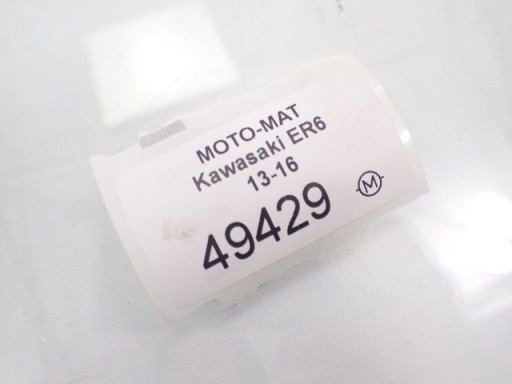 MOTO-MAT
Kawasaki ER6
13-16
49429
M